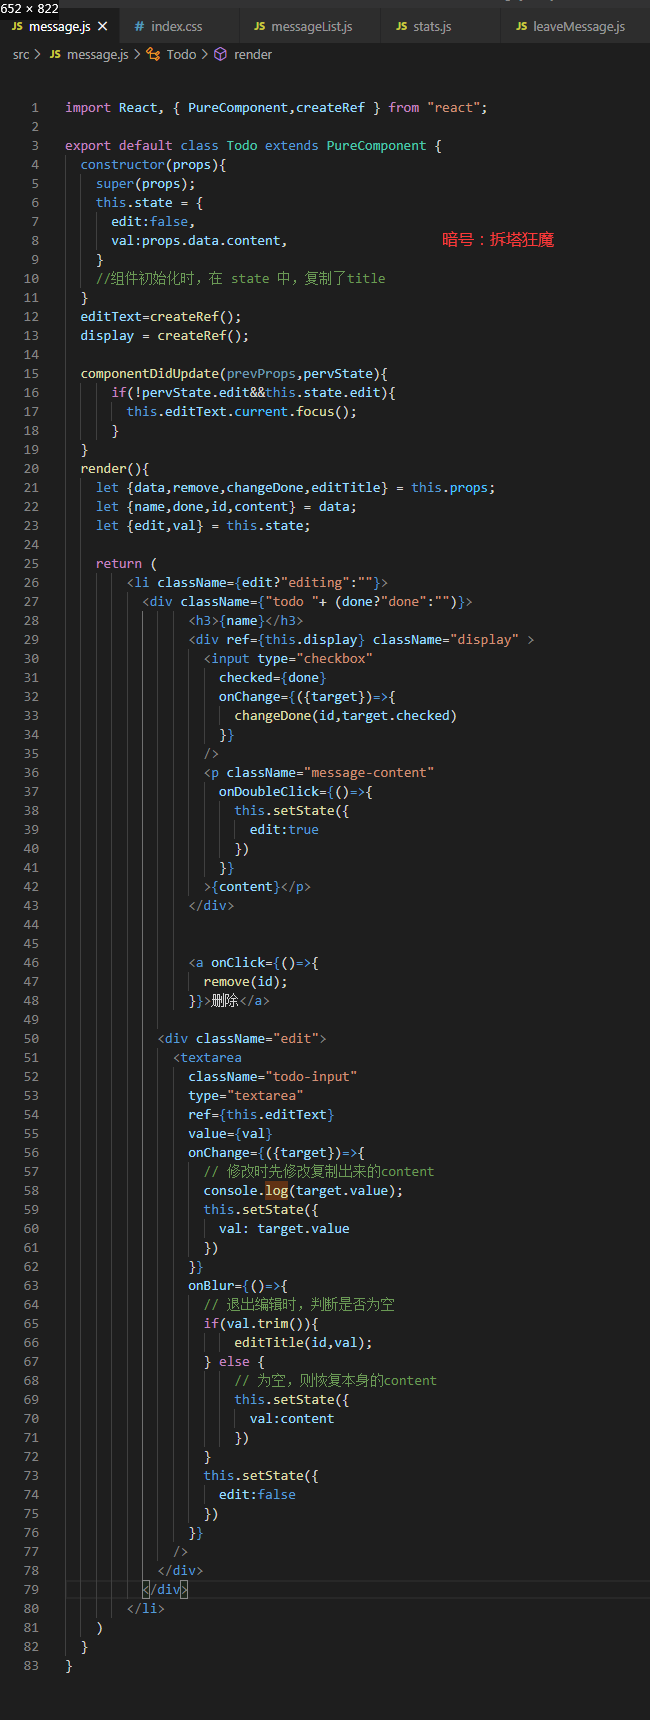 652 × 822
JS message.js × # index.css JS messageList.js JS stats.js JS leaveMessage.js
src > JS message.js > Todo > render
1 import React, { PureComponent,createRef } from "react";
2
3 export default class Todo extends PureComponent {
4 constructor(props){
5 super(props);
6 this.state = {
7 edit:false,
8 val:props.data.content, 暗号：拆塔狂魔
9 }
10 //组件初始化时，在 state 中，复制了title
11 }
12 editText=createRef();
13 display = createRef();
14
15 componentDidUpdate(prevProps,pervState){
16 if(!pervState.edit&&this.state.edit){
17 this.editText.current.focus();
18 }
19 }
20 render(){
21 let {data,remove,changeDone,editTitle} = this.props;
22 let {name,done,id,content} = data;
23 let {edit,val} = this.state;
24
25 return (
26 <li className={edit?"editing":""}>
27 <div className={"todo "+ (done?"done":"")}>
28 <h3>{name}</h3>
29 <div ref={this.display} className="display" >
30 <input type="checkbox"
31 checked={done}
32 onChange={({target})=>{
33 changeDone(id,target.checked)
34 }}
35 />
36 <p className="message-content"
37 onDoubleClick={()=>{
38 this.setState({
39 edit:true
40 })
41 }}
42 >{content}</p>
43 </div>
44
45
46 <a onClick={()=>{
47 remove(id);
48 }}>删除</a>
49
50 <div className="edit">
51 <textarea
52 className="todo-input"
53 type="textarea"
54 ref={this.editText}
55 value={val}
56 onChange={({target})=>{
57 // 修改时先修改复制出来的content
58 console.log(target.value);
59 this.setState({
60 val: target.value
61 })
62 }}
63 onBlur={()=>{
64 // 退出编辑时，判断是否为空
65 if(val.trim()){
66 editTitle(id,val);
67 } else {
68 // 为空，则恢复本身的content
69 this.setState({
70 val:content
71 })
72 }
73 this.setState({
74 edit:false
75 })
76 }}
77 />
78 </div>
79 </div>
80 </li>
81 )
82 }
83 }